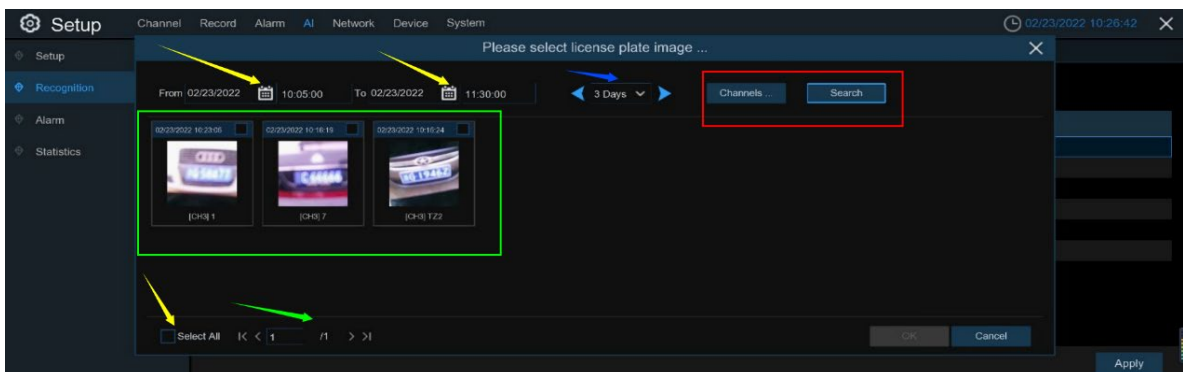 Setup Channel Record Alarm AI Network Device System 02/23/2022 10:26:42
Please select license plate image ...
Setup
Recognition
Alarm
Statistics
From 02/23/2022 10:05:00 To 02/23/2022 11:30:00 3 Days Channels ... Search
02/23/2022 10:23:06 02/23/2022 10:16:19 02/23/2022 10:16:24
[CH3] 1 [CH3] 7 [CH3] TZ2
Select All 1 /1 OK Cancel
Apply